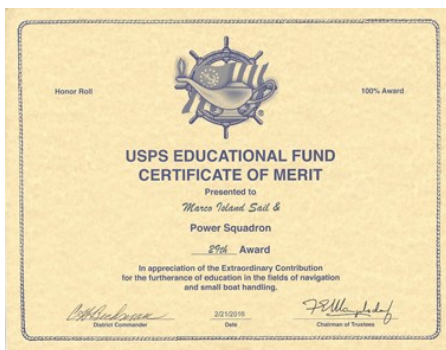 Honor Roll 100% Award
USPS EDUCATIONAL FUND
CERTIFICATE OF MERIT
Presented to
Marco Island Sail &
Power Squadron
29th Award
In appreciation of the Extraordinary Contribution
for the furtherance of education in the fields of navigation
and small boat handling.
2/21/2016
District Commander Date Chairman of Trustees